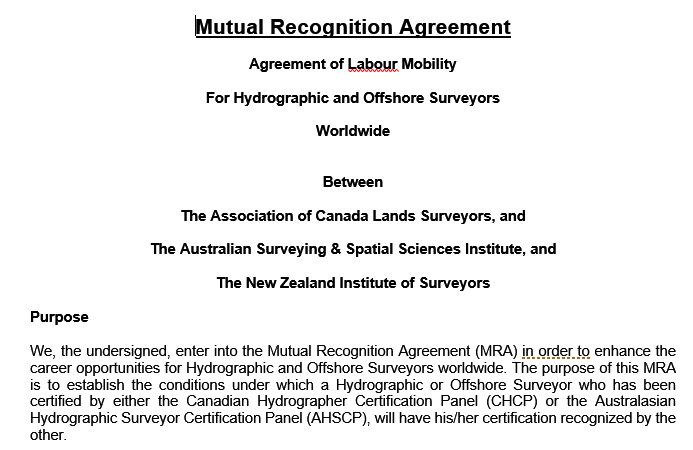 Mutual Recognition Agreement
Agreement of Labour Mobility
For Hydrographic and Offshore Surveyors
Worldwide
Between
The Association of Canada Lands Surveyors, and
The Australian Surveying & Spatial Sciences Institute, and
The New Zealand Institute of Surveyors
Purpose
We, the undersigned, enter into the Mutual Recognition Agreement (MRA) in order to enhance the
career opportunities for Hydrographic and Offshore Surveyors worldwide. The purpose of this MRA
is to establish the conditions under which a Hydrographic or Offshore Surveyor who has been
certified by either the Canadian Hydrographer Certification Panel (CHCP) or the Australasian
Hydrographic Surveyor Certification Panel (AHSCP), will have his/her certification recognized by the
other.